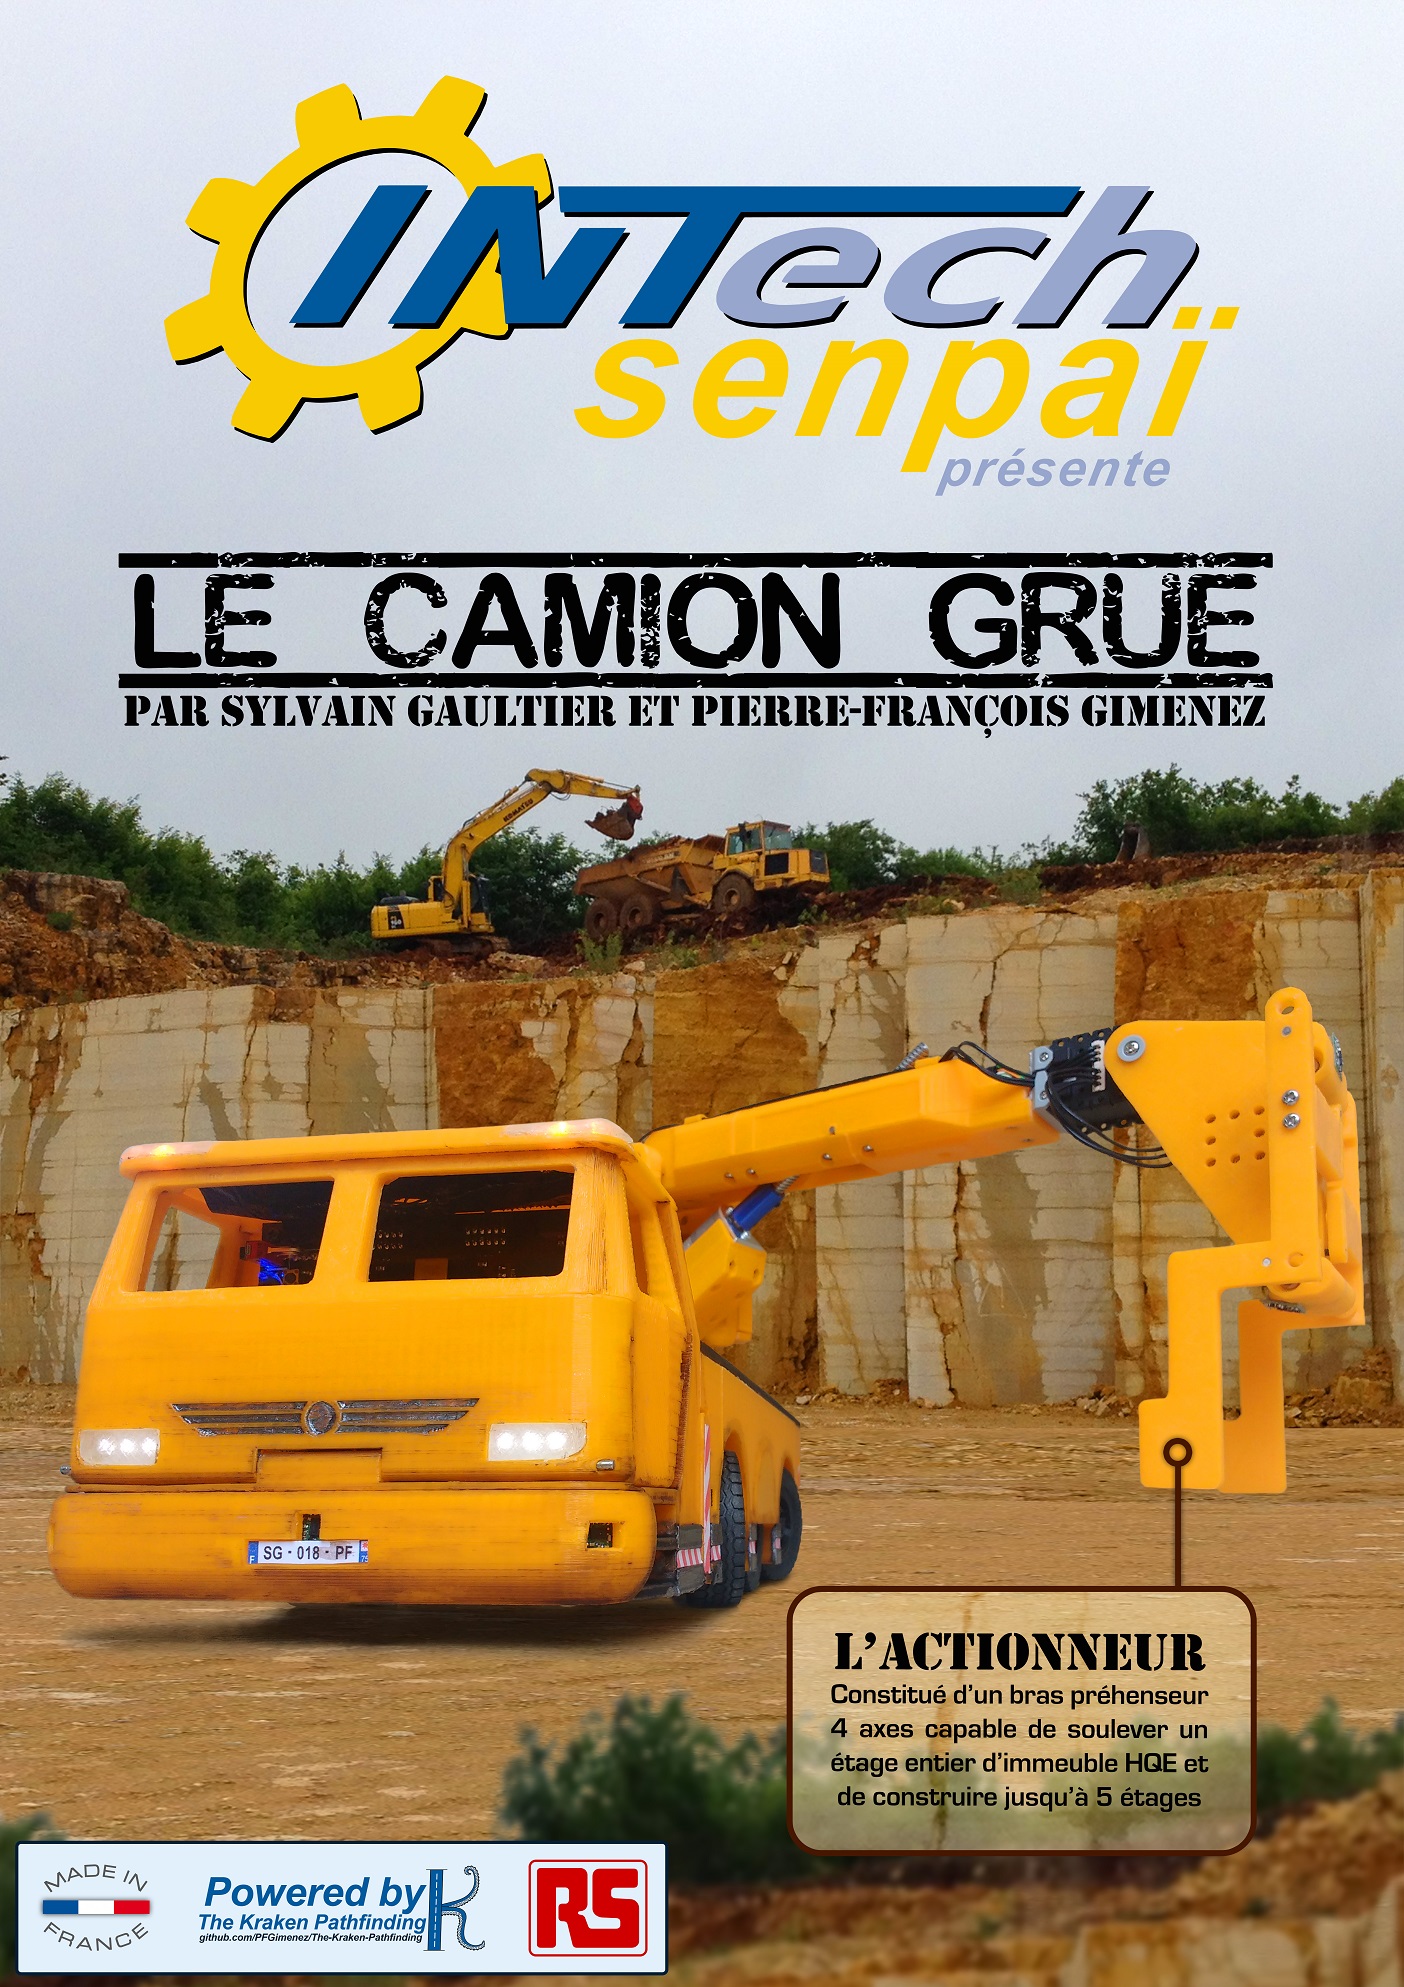 INTech
senpaï
présente
LE CAMION GRUE
PAR SYLVAIN GAULTIER ET PIERRE-FRANÇOIS GIMENEZ
KOMATSU
L'ACTIONNEUR
Constitué d'un bras préhenseur
4 axes capable de soulever un
étage entier d'immeuble HQE et
de construire jusqu'à 5 étages
F SG - 018 - PF 75
MADE IN
FRANCE
Powered by
The Kraken Pathfinding
github.com/PFGimenez/The-Kraken-Pathfinding
K
RS